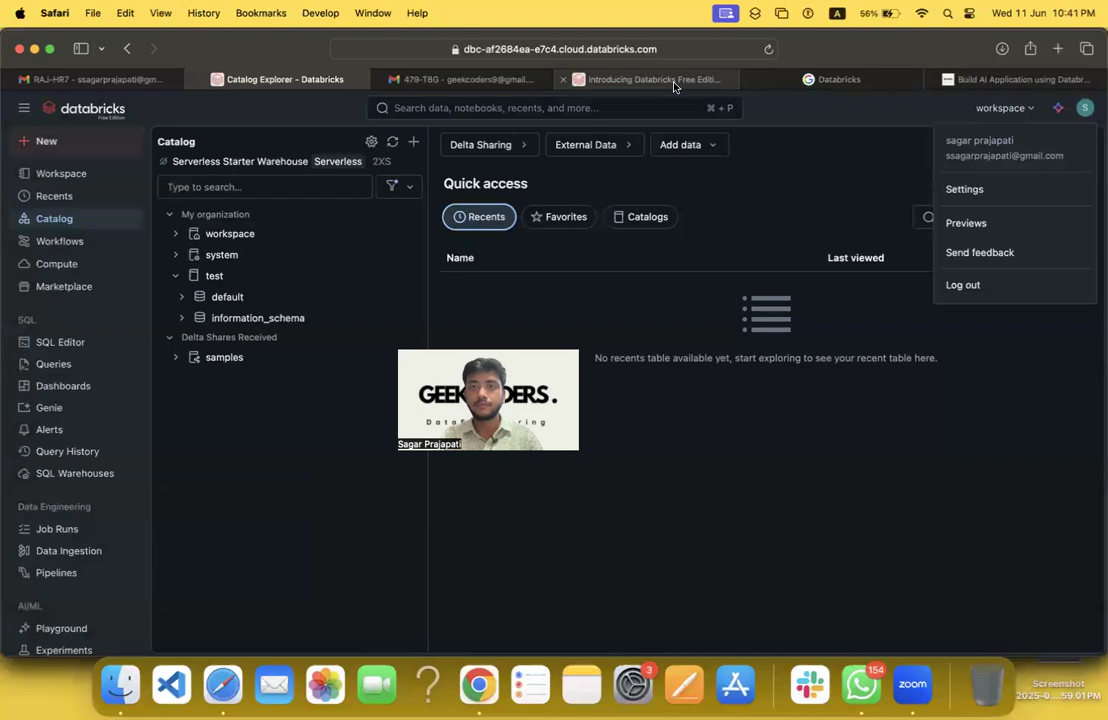 Safari File Edit View History Bookmarks Develop Window Help
A 56% Wed 11 Jun 10:41 PM
dbc-af2684ea-e7c4.cloud.databricks.com
RAJ-HR7 - ssagarprajapati@gm...
Catalog Explorer - Databricks
479-T8G - geekcoders9@gmail....
Introducing Databricks Free Editi...
Databricks
Build AI Application using Databr...
databricks
Free Edition
Search data, notebooks, recents, and more...
⌘ + P
workspace
S
New
Workspace
Recents
Catalog
Workflows
Compute
Marketplace
SQL
SQL Editor
Queries
Dashboards
Genie
Alerts
Query History
SQL Warehouses
Data Engineering
Job Runs
Data Ingestion
Pipelines
AI/ML
Playground
Experiments
Catalog
Serverless Starter Warehouse Serverless 2XS
Type to search...
My organization
workspace
system
test
default
information_schema
Delta Shares Received
samples
Delta Sharing
External Data
Add data
Quick access
Recents
Favorites
Catalogs
Name
Last viewed
No recents table available yet, start exploring to see your recent table here.
sagar prajapati
ssagarprajapati@gmail.com
Settings
Previews
Send feedback
Log out
Sagar Prajapati
3
154
zoom
Screenshot
2025-0....59.01 PM